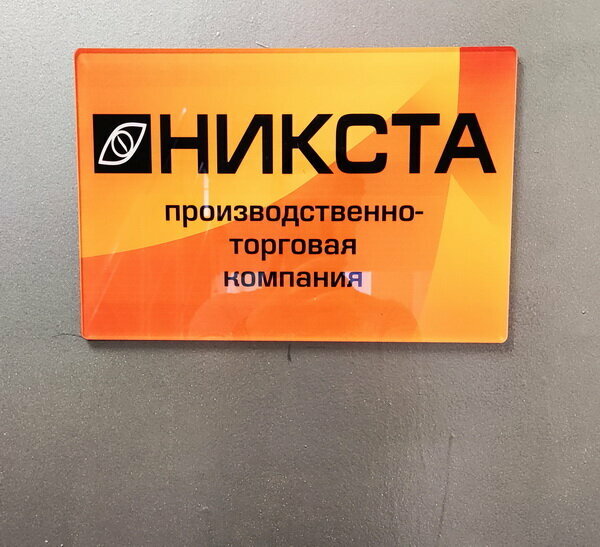 НИКСТА
производственно-
торговая
компания